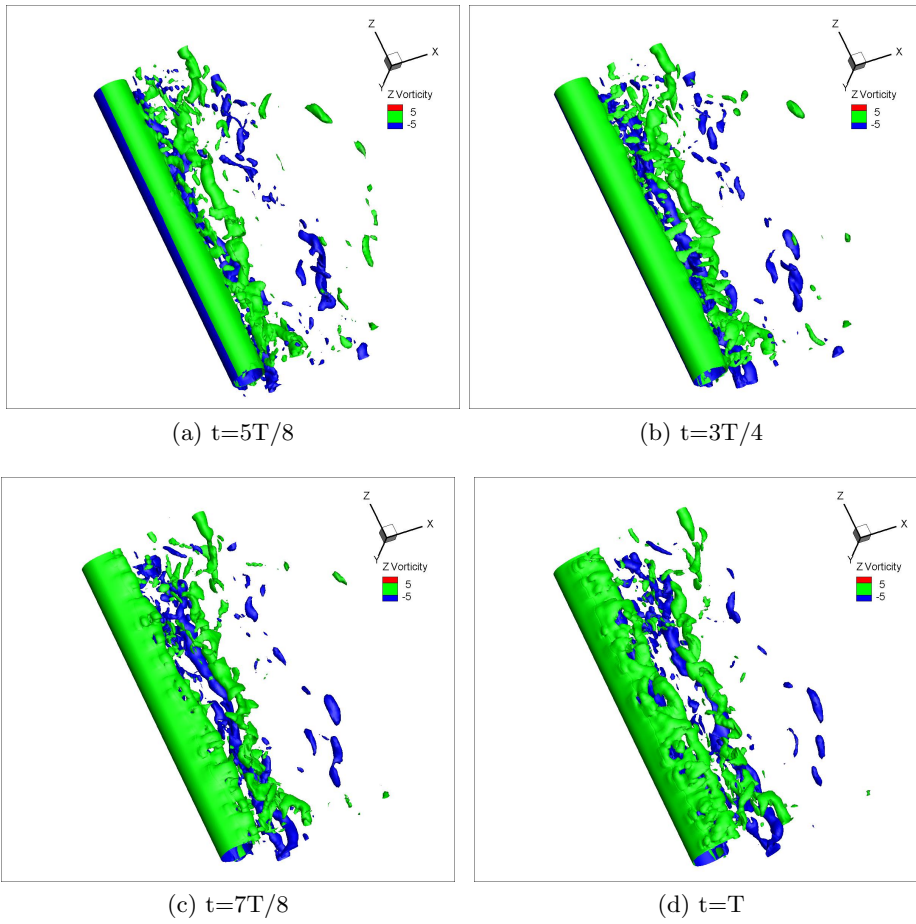 Z
X
Y
Z Vorticity
5
-5
Z
X
Y
Z Vorticity
5
-5
(a) t=5T/8
(b) t=3T/4
Z
X
Y
Z Vorticity
5
-5
Z
X
Y
Z Vorticity
5
-5
(c) t=7T/8
(d) t=T